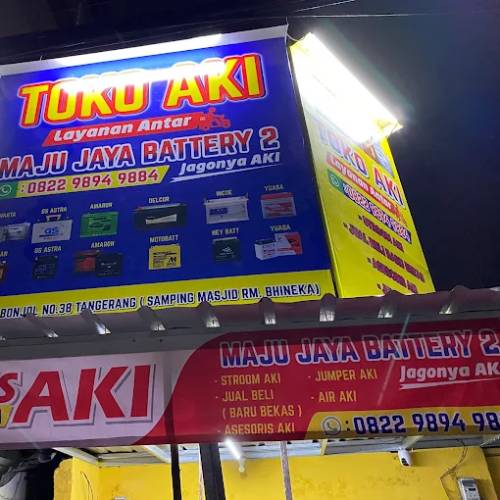 TOKO AKI
Layanan Antar
MAJU JAYA BATTERY 2
: 0822 9894 9884
Jagonya AKI
GS ASTRA AMARON DELCOR INCOE YUASA
GS ASTRA AMARON MOTOBATT NEY BATT YUASA
BONJOL NO.38 TANGERANG ( SAMPING MASJID RM. BHINEKA)
TOKO AKI
Layanan Antar
AKI
MAJU JAYA BATTERY 2
Jagonya AKI
- STROOM AKI
- JUAL BELI
( BARU BEKAS )
- ASESORIS AKI
- JUMPER AKI
- AIR AKI
: 0822 9894 98